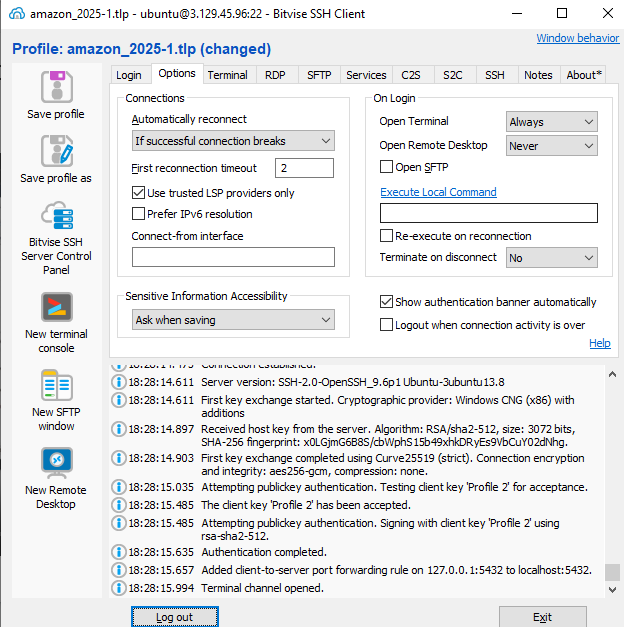 amazon_2025-1.tlp - ubuntu@3.129.45.96:22 - Bitvise SSH Client
Profile: amazon_2025-1.tlp (changed)
Window behavior
Save profile
Save profile as
Bitvise SSH
Server Control
Panel
New terminal
console
New SFTP
window
New Remote
Desktop
Login Options Terminal RDP SFTP Services C2S S2C SSH Notes About*
Connections
Automatically reconnect
If successful connection breaks
First reconnection timeout 2
Use trusted LSP providers only
Prefer IPv6 resolution
Connect-from interface
Sensitive Information Accessibility
Ask when saving
On Login
Open Terminal Always
Open Remote Desktop Never
Open SFTP
Execute Local Command
Re-execute on reconnection
Terminate on disconnect No
Show authentication banner automatically
Logout when connection activity is over
Help
18:28:14.475 Connection established.
18:28:14.611 Server version: SSH-2.0-OpenSSH_9.6p1 Ubuntu-3ubuntu13.8
18:28:14.611 First key exchange started. Cryptographic provider: Windows CNG (x86) with
additions
18:28:14.897 Received host key from the server. Algorithm: RSA/sha2-512, size: 3072 bits,
SHA-256 fingerprint: x0LGjmG6B8S/cbWphS15b49xhkDRyEs9VbCuY02dNhg.
18:28:14.903 First key exchange completed using Curve25519 (strict). Connection encryption
and integrity: aes256-gcm, compression: none.
18:28:15.035 Attempting publickey authentication. Testing client key 'Profile 2' for acceptance.
18:28:15.485 The client key 'Profile 2' has been accepted.
18:28:15.485 Attempting publickey authentication. Signing with client key 'Profile 2' using
rsa-sha2-512.
18:28:15.635 Authentication completed.
18:28:15.657 Added client-to-server port forwarding rule on 127.0.0.1:5432 to localhost:5432.
18:28:15.994 Terminal channel opened.
Log out
Exit